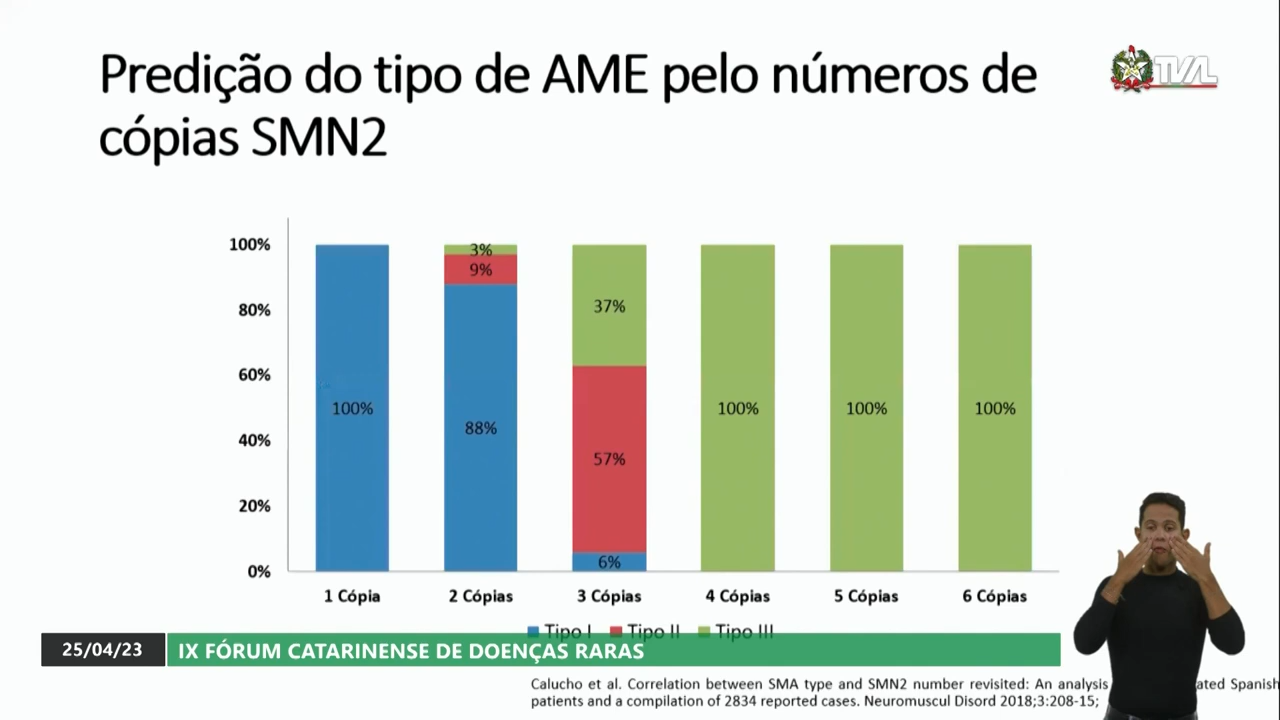 Predição do tipo de AME pelo números de
cópias SMN2
TVAL
100%
80%
60%
40%
20%
0%
100%
3%
9%
88%
37%
57%
6%
100%
100%
100%
1 Cópia
2 Cópias
3 Cópias
4 Cópias
5 Cópias
6 Cópias
Tipo I
Tipo II
Tipo III
25/04/23
IX FÓRUM CATARINENSE DE DOENÇAS RARAS
Calucho et al. Correlation between SMA type and SMN2 number revisited: An analysis ated Spanish
patients and a compilation of 2834 reported cases. Neuromuscul Disord 2018;3:208-15;